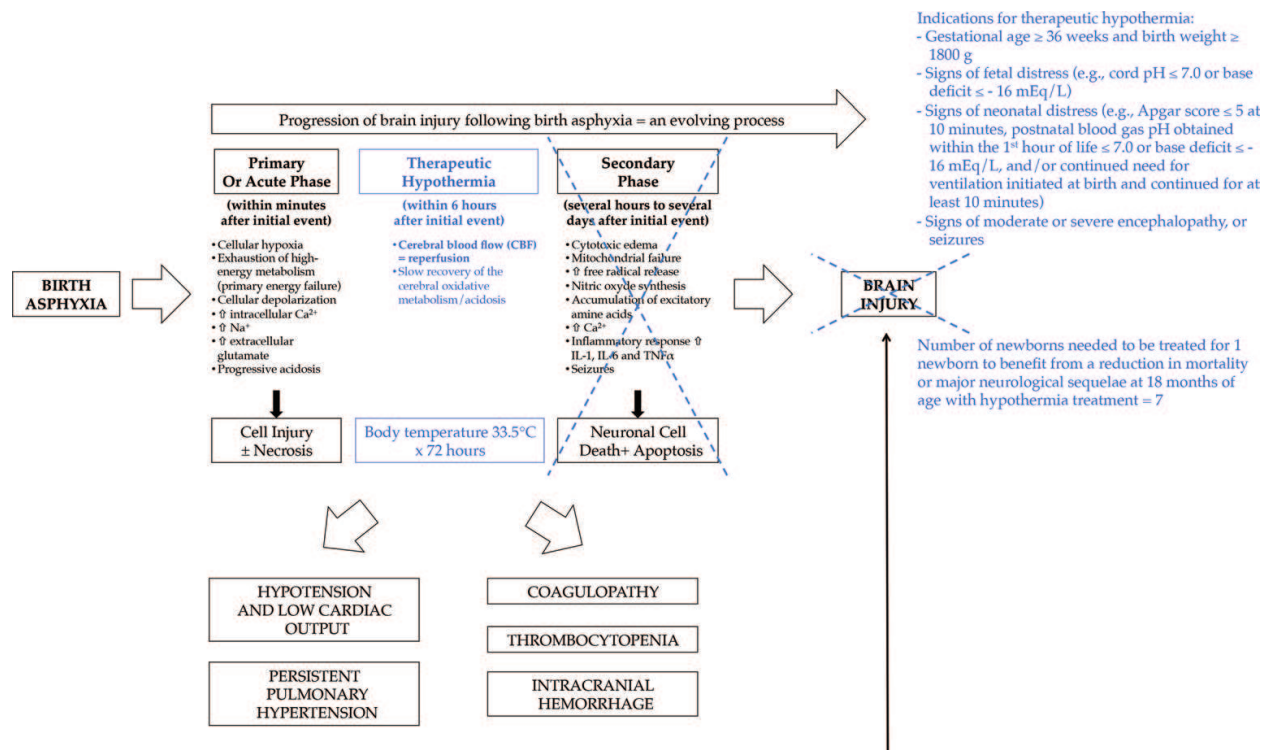 Indications for therapeutic hypothermia:
- Gestational age ≥ 36 weeks and birth weight ≥
1800 g
- Signs of fetal distress (e.g., cord pH ≤ 7.0 or base
deficit ≤ - 16 mEq/L)
- Signs of neonatal distress (e.g., Apgar score ≤ 5 at
10 minutes, postnatal blood gas pH obtained
within the 1st hour of life ≤ 7.0 or base deficit ≤ -
16 mEq/L, and/or continued need for
ventilation initiated at birth and continued for at
least 10 minutes)
- Signs of moderate or severe encephalopathy, or
seizures
Progression of brain injury following birth asphyxia = an evolving process
BIRTH
ASPHYXIA
Primary
Or Acute Phase
(within minutes
after initial event)
• Cellular hypoxia
• Exhaustion of high-
energy metabolism
(primary energy failure)
• Cellular depolarization
• ⇧ intracellular Ca2+
• ⇧ Na+
• ⇧ extracellular
glutamate
• Progressive acidosis
Cell Injury
± Necrosis
Therapeutic
Hypothermia
(within 6 hours
after initial event)
• Cerebral blood flow (CBF)
= reperfusion
• Slow recovery of the
cerebral oxidative
metabolism/acidosis
Body temperature 33.5°C
x 72 hours
Secondary
Phase
(several hours to several
days after initial event)
• Cytotoxic edema
• Mitochondrial failure
• ⇧ free radical release
• Nitric oxyde synthesis
• Accumulation of excitatory
amine acids
• ⇧ Ca2+
• Inflammatory response ⇧
IL-1, IL-6 and TNFα
• Seizures
Neuronal Cell
Death+ Apoptosis
BRAIN
INJURY
Number of newborns needed to be treated for 1
newborn to benefit from a reduction in mortality
or major neurological sequelae at 18 months of
age with hypothermia treatment = 7
HYPOTENSION
AND LOW CARDIAC
OUTPUT
PERSISTENT
PULMONARY
HYPERTENSION
COAGULOPATHY
THROMBOCYTOPENIA
INTRACRANIAL
HEMORRHAGE